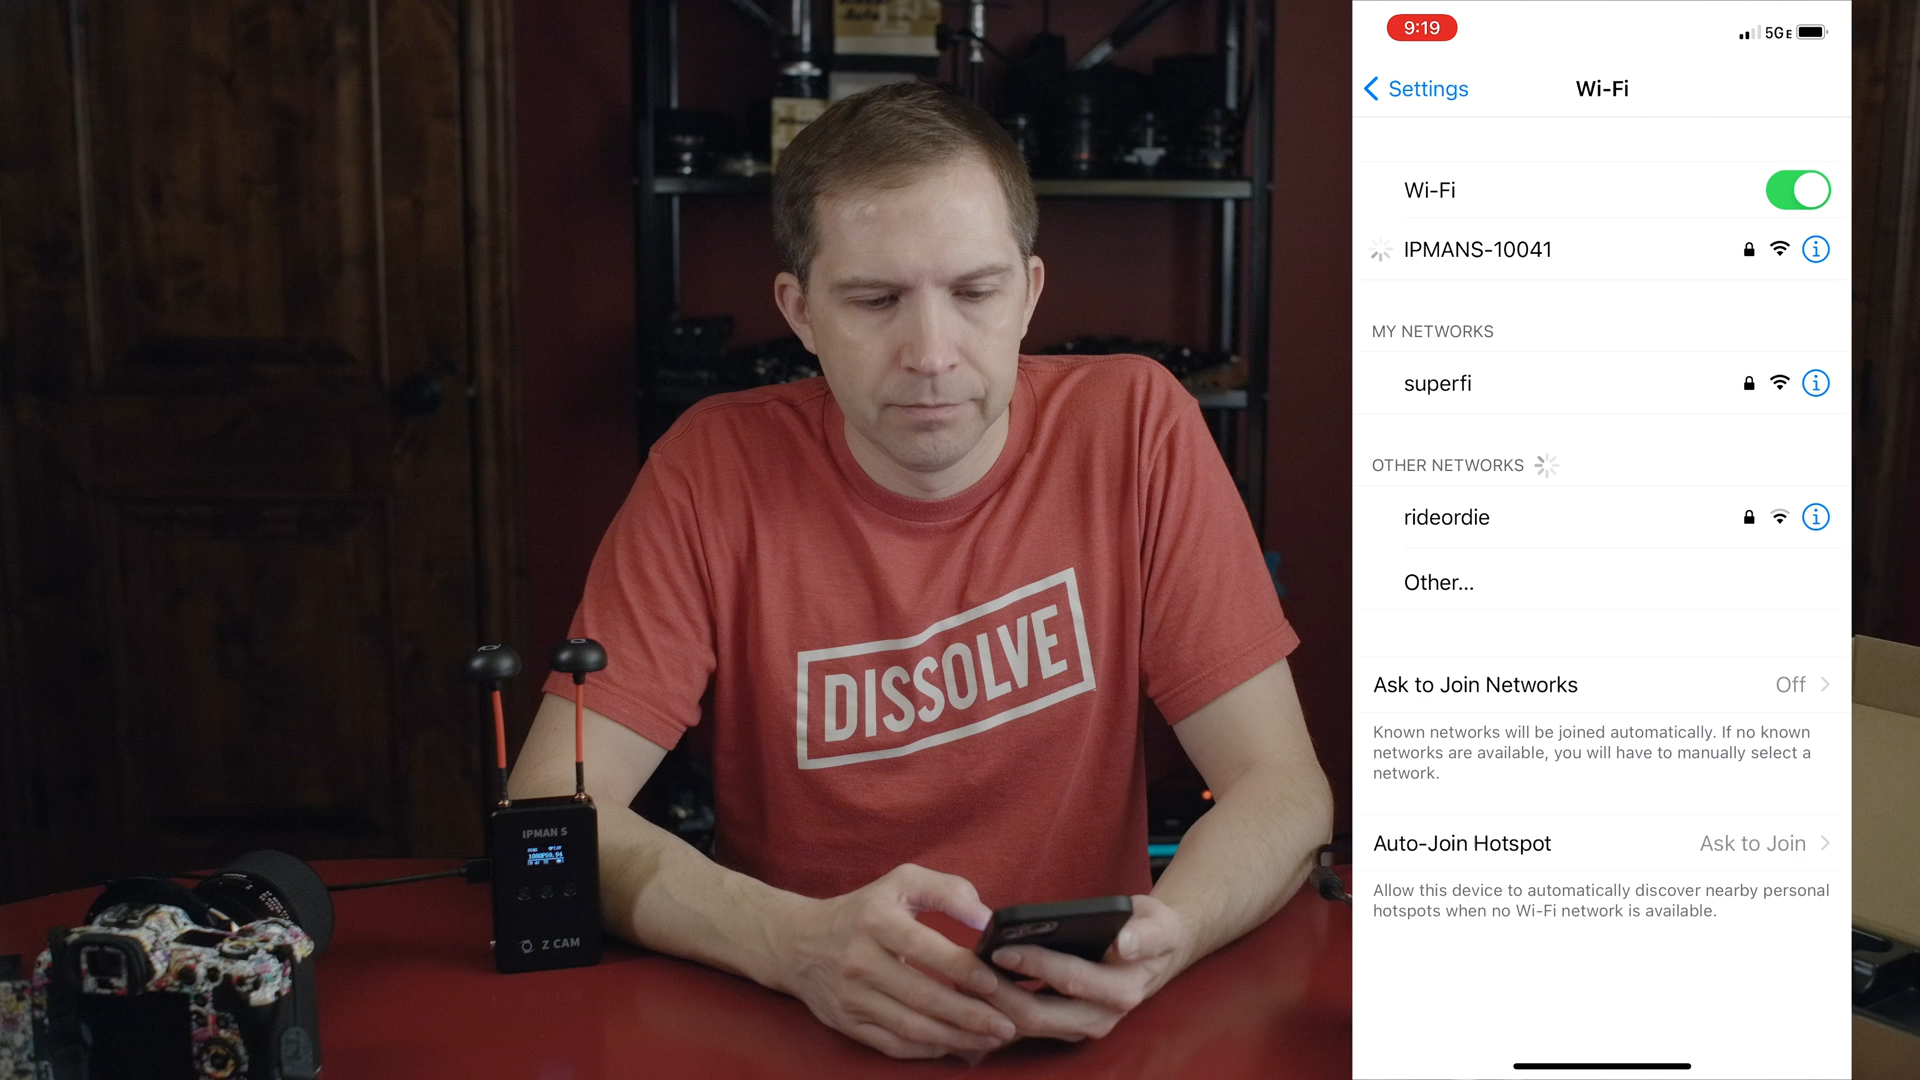 DISSOLVE
IPMAN S
Z CAM
9:19
5GE
Settings
Wi-Fi
Wi-Fi
IPMANS-10041
MY NETWORKS
superfi
OTHER NETWORKS
rideordie
Other...
Ask to Join Networks Off
Known networks will be joined automatically. If no known
networks are available, you will have to manually select a
network.
Auto-Join Hotspot Ask to Join
Allow this device to automatically discover nearby personal
hotspots when no Wi-Fi network is available.